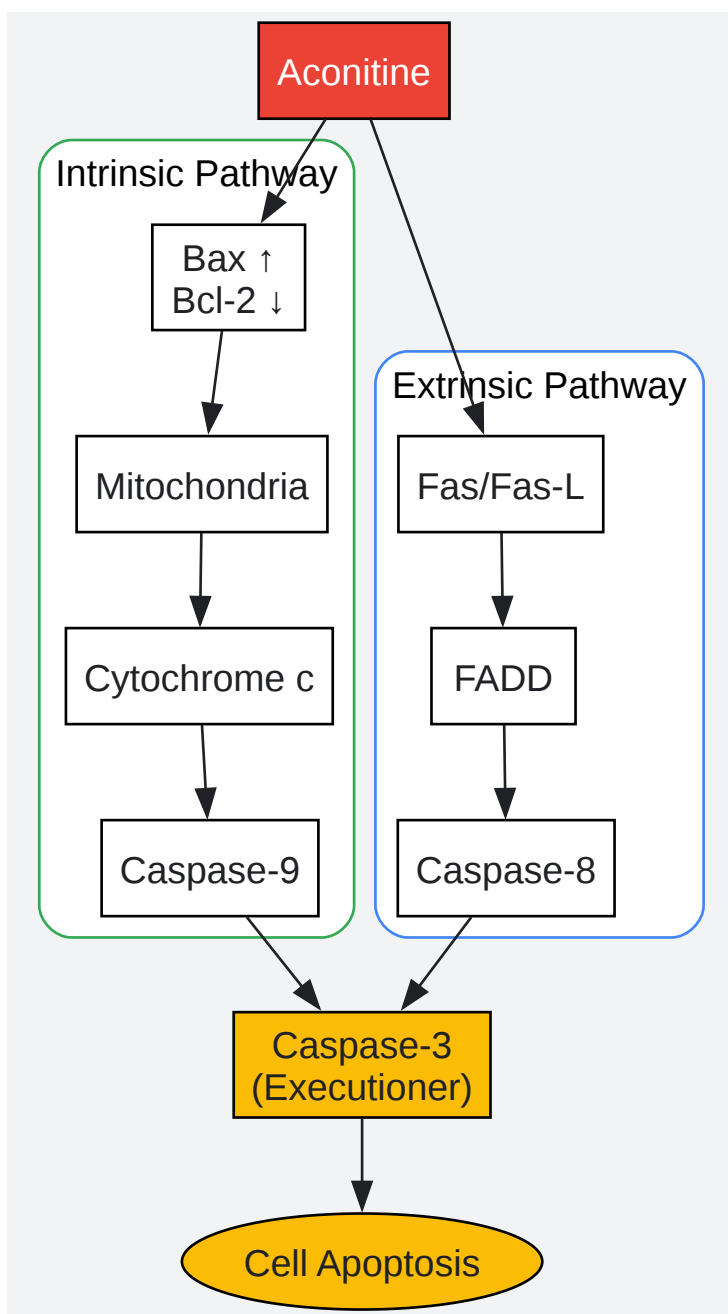 Aconitine
Intrinsic Pathway
Bax ↑
Bcl-2 ↓
Mitochondria
Cytochrome c
Caspase-9
Extrinsic Pathway
Fas/Fas-L
FADD
Caspase-8
Caspase-3
(Executioner)
Cell Apoptosis